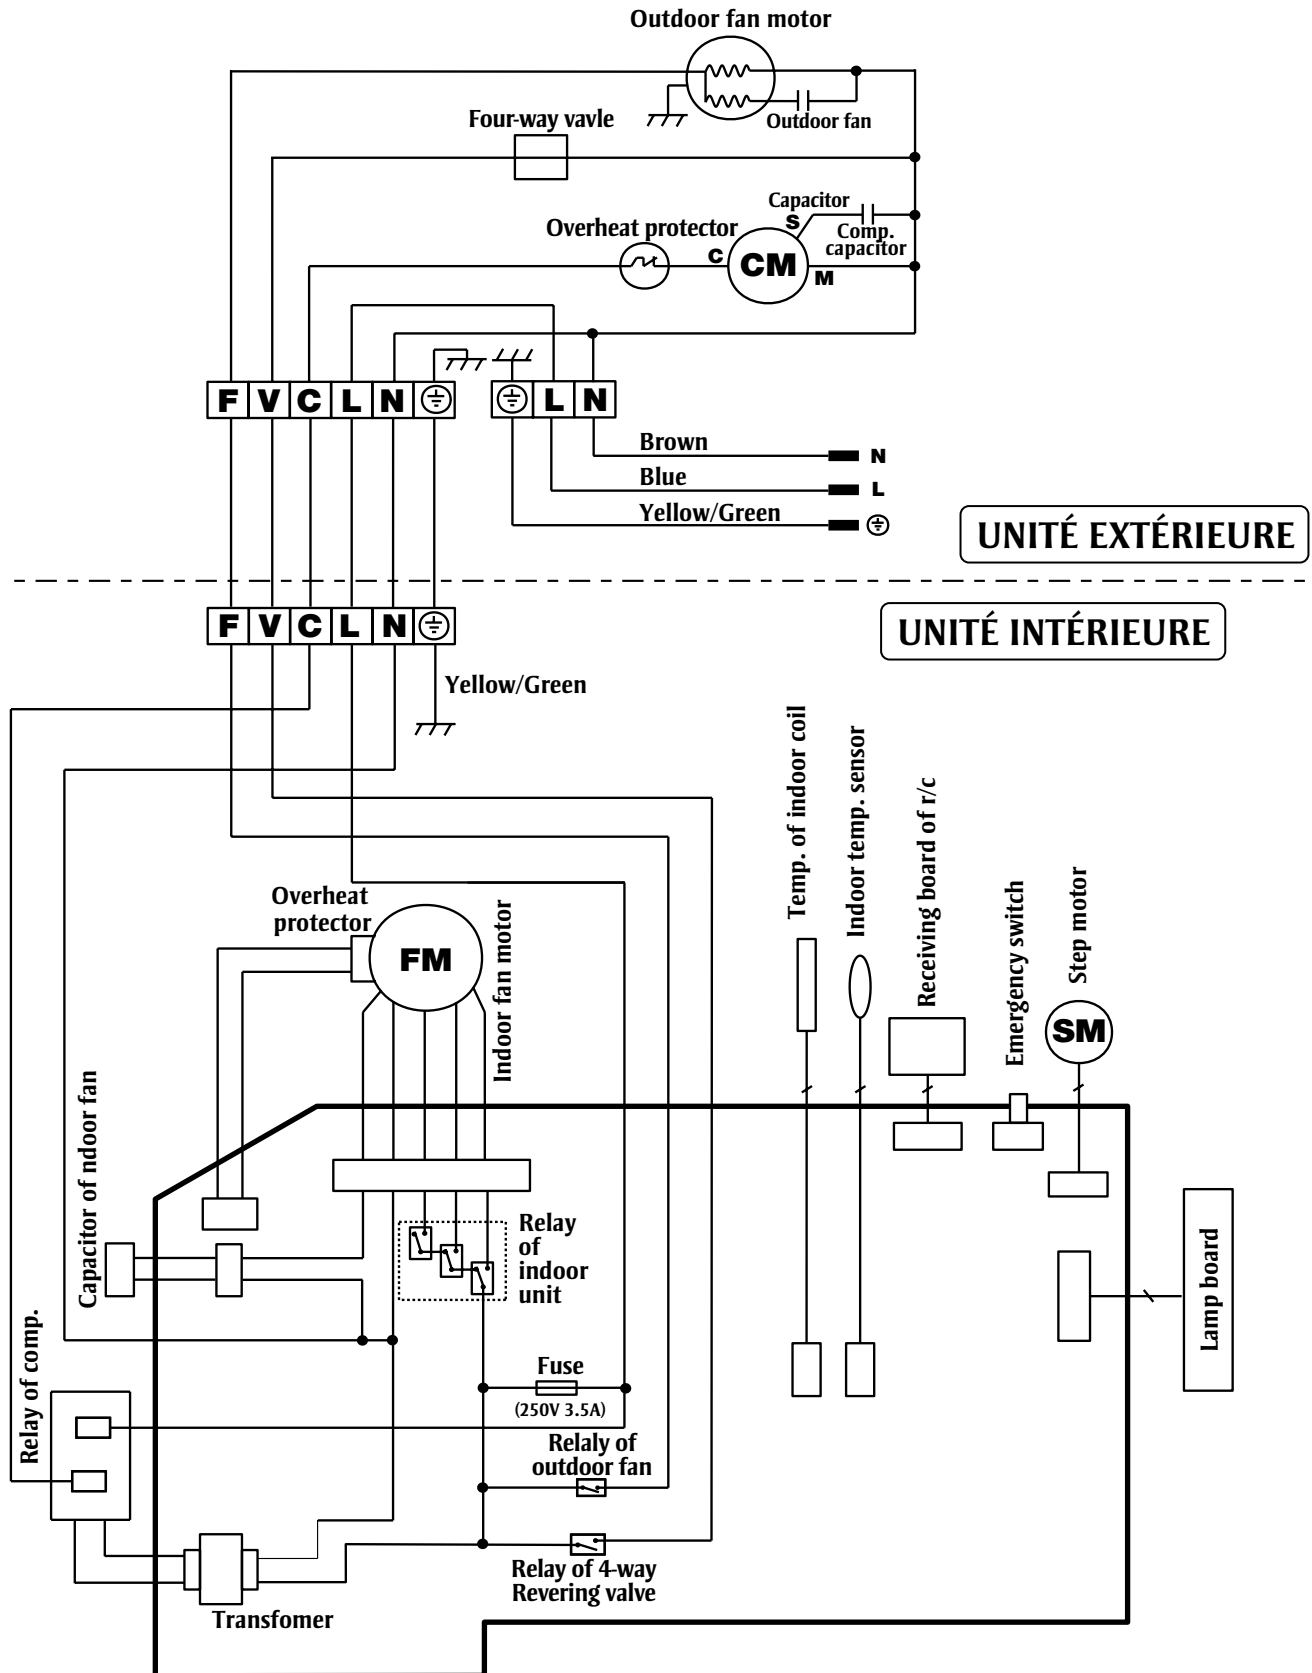 Outdoor fan motor
Outdoor fan
Four-way vavle
Capacitor
S
Comp.
capacitor
Overheat protector
C
CM
M
F V C L N
L N
Brown
N
Blue
L
Yellow/Green
UNITÉ EXTÉRIEURE
UNITÉ INTÉRIEURE
F V C L N
Yellow/Green
Temp. of indoor coil
Indoor temp. sensor
Receiving board of r/c
Emergency switch
Step motor
SM
Overheat
protector
FM
Indoor fan motor
Capacitor of ndoor fan
Relay
of
indoor
unit
Lamp board
Relay of comp.
Fuse
(250V 3.5A)
Relaly of
outdoor fan
Relay of 4-way
Revering valve
Transfomer